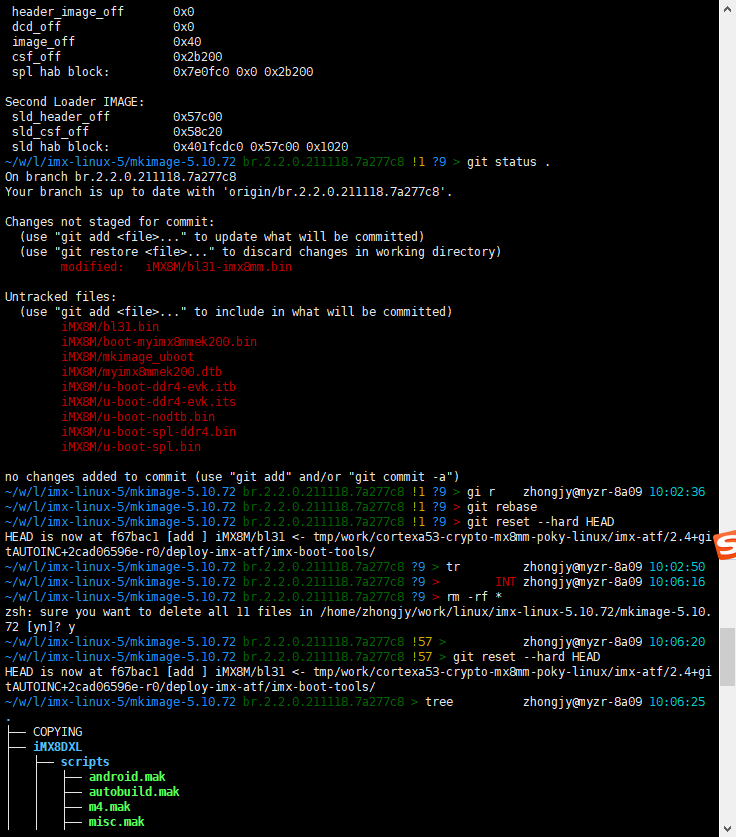 header_image_off 0x0
dcd_off 0x0
image_off 0x40
csf_off 0x2b200
spl hab block: 0x7e0fc0 0x0 0x2b200
Second Loader IMAGE:
sld_header_off 0x57c00
sld_csf_off 0x58c20
sld hab block: 0x401fcdc0 0x57c00 0x1020
~/w/l/imx-linux-5/mkimage-5.10.72 br.2.2.0.211118.7a277c8 !1 ?9 > git status .
On branch br.2.2.0.211118.7a277c8
Your branch is up to date with 'origin/br.2.2.0.211118.7a277c8'.
Changes not staged for commit:
(use "git add <file>..." to update what will be committed)
(use "git restore <file>..." to discard changes in working directory)
modified: iMX8M/bl31-imx8mm.bin
Untracked files:
(use "git add <file>..." to include in what will be committed)
iMX8M/bl31.bin
iMX8M/boot-myimx8mmek200.bin
iMX8M/mkimage_uboot
iMX8M/myimx8mmek200.dtb
iMX8M/u-boot-ddr4-evk.itb
iMX8M/u-boot-ddr4-evk.its
iMX8M/u-boot-nodtb.bin
iMX8M/u-boot-spl-ddr4.bin
iMX8M/u-boot-spl.bin
no changes added to commit (use "git add" and/or "git commit -a")
~/w/l/imx-linux-5/mkimage-5.10.72 br.2.2.0.211118.7a277c8 !1 ?9 > gi r zhongjy@myzr-8a09 10:02:36
~/w/l/imx-linux-5/mkimage-5.10.72 br.2.2.0.211118.7a277c8 !1 ?9 > git rebase
~/w/l/imx-linux-5/mkimage-5.10.72 br.2.2.0.211118.7a277c8 !1 ?9 > git reset --hard HEAD
HEAD is now at f67bac1 [add ] iMX8M/bl31 <- tmp/work/cortexa53-crypto-mx8mm-poky-linux/imx-atf/2.4+gi
tAUTOINC+2cad06596e-r0/deploy-imx-atf/imx-boot-tools/
~/w/l/imx-linux-5/mkimage-5.10.72 br.2.2.0.211118.7a277c8 ?9 > tr zhongjy@myzr-8a09 10:02:50
~/w/l/imx-linux-5/mkimage-5.10.72 br.2.2.0.211118.7a277c8 ?9 > INT zhongjy@myzr-8a09 10:06:16
~/w/l/imx-linux-5/mkimage-5.10.72 br.2.2.0.211118.7a277c8 ?9 > rm -rf *
zsh: sure you want to delete all 11 files in /home/zhongjy/work/linux/imx-linux-5.10.72/mkimage-5.10.
72 [yn]? y
~/w/l/imx-linux-5/mkimage-5.10.72 br.2.2.0.211118.7a277c8 !57 > zhongjy@myzr-8a09 10:06:20
~/w/l/imx-linux-5/mkimage-5.10.72 br.2.2.0.211118.7a277c8 !57 > git reset --hard HEAD
HEAD is now at f67bac1 [add ] iMX8M/bl31 <- tmp/work/cortexa53-crypto-mx8mm-poky-linux/imx-atf/2.4+gi
tAUTOINC+2cad06596e-r0/deploy-imx-atf/imx-boot-tools/
~/w/l/imx-linux-5/mkimage-5.10.72 br.2.2.0.211118.7a277c8 > tree zhongjy@myzr-8a09 10:06:25
.
├── COPYING
├── iMX8DXL
│   ├── scripts
│   │   ├── android.mak
│   │   ├── autobuild.mak
│   │   ├── m4.mak
│   │   ├── misc.mak